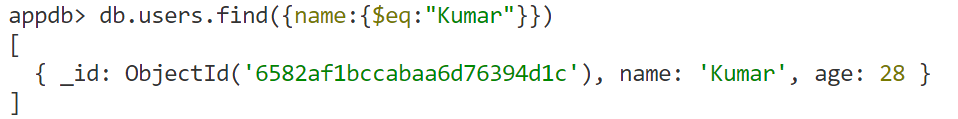 appdb> db.users.find({name:{$eq:"Kumar"}})
[
  { _id: ObjectId('6582af1bccabaa6d76394d1c'), name: 'Kumar', age: 28 }
]